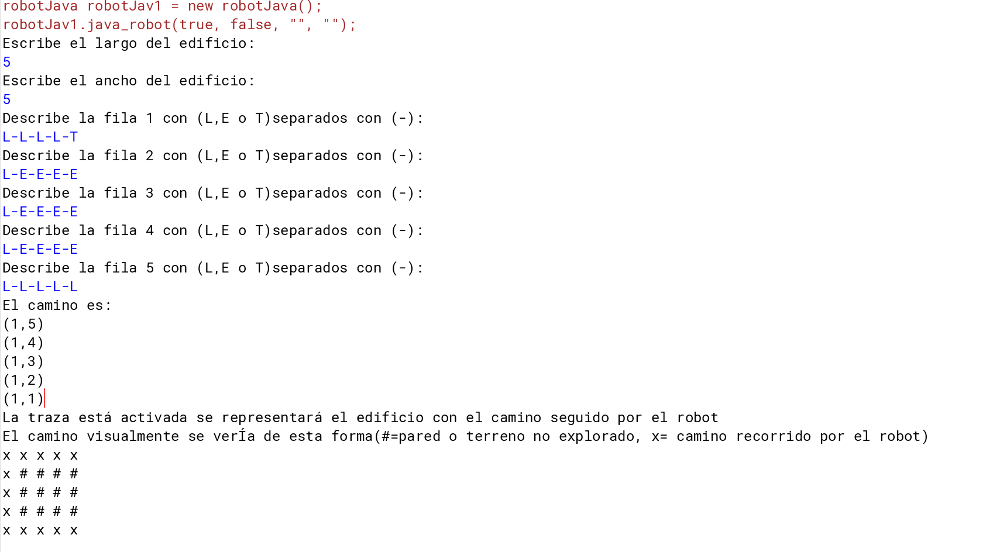 robotJava robotJav1 = new robotJava();
robotJav1.java_robot(true, false, "", "");
Escribe el largo del edificio:
5
Escribe el ancho del edificio:
5
Describe la fila 1 con (L,E o T)separados con (-):
L-L-L-L-T
Describe la fila 2 con (L,E o T)separados con (-):
L-E-E-E-E
Describe la fila 3 con (L,E o T)separados con (-):
L-E-E-E-E
Describe la fila 4 con (L,E o T)separados con (-):
L-E-E-E-E
Describe la fila 5 con (L,E o T)separados con (-):
L-L-L-L-L
El camino es:
(1,5)
(1,4)
(1,3)
(1,2)
(1,1)
La traza está activada se representará el edificio con el camino seguido por el robot
El camino visualmente se verÍa de esta forma(#=pared o terreno no explorado, x= camino recorrido por el robot)
x x x x x
x # # # #
x # # # #
x # # # #
x x x x x